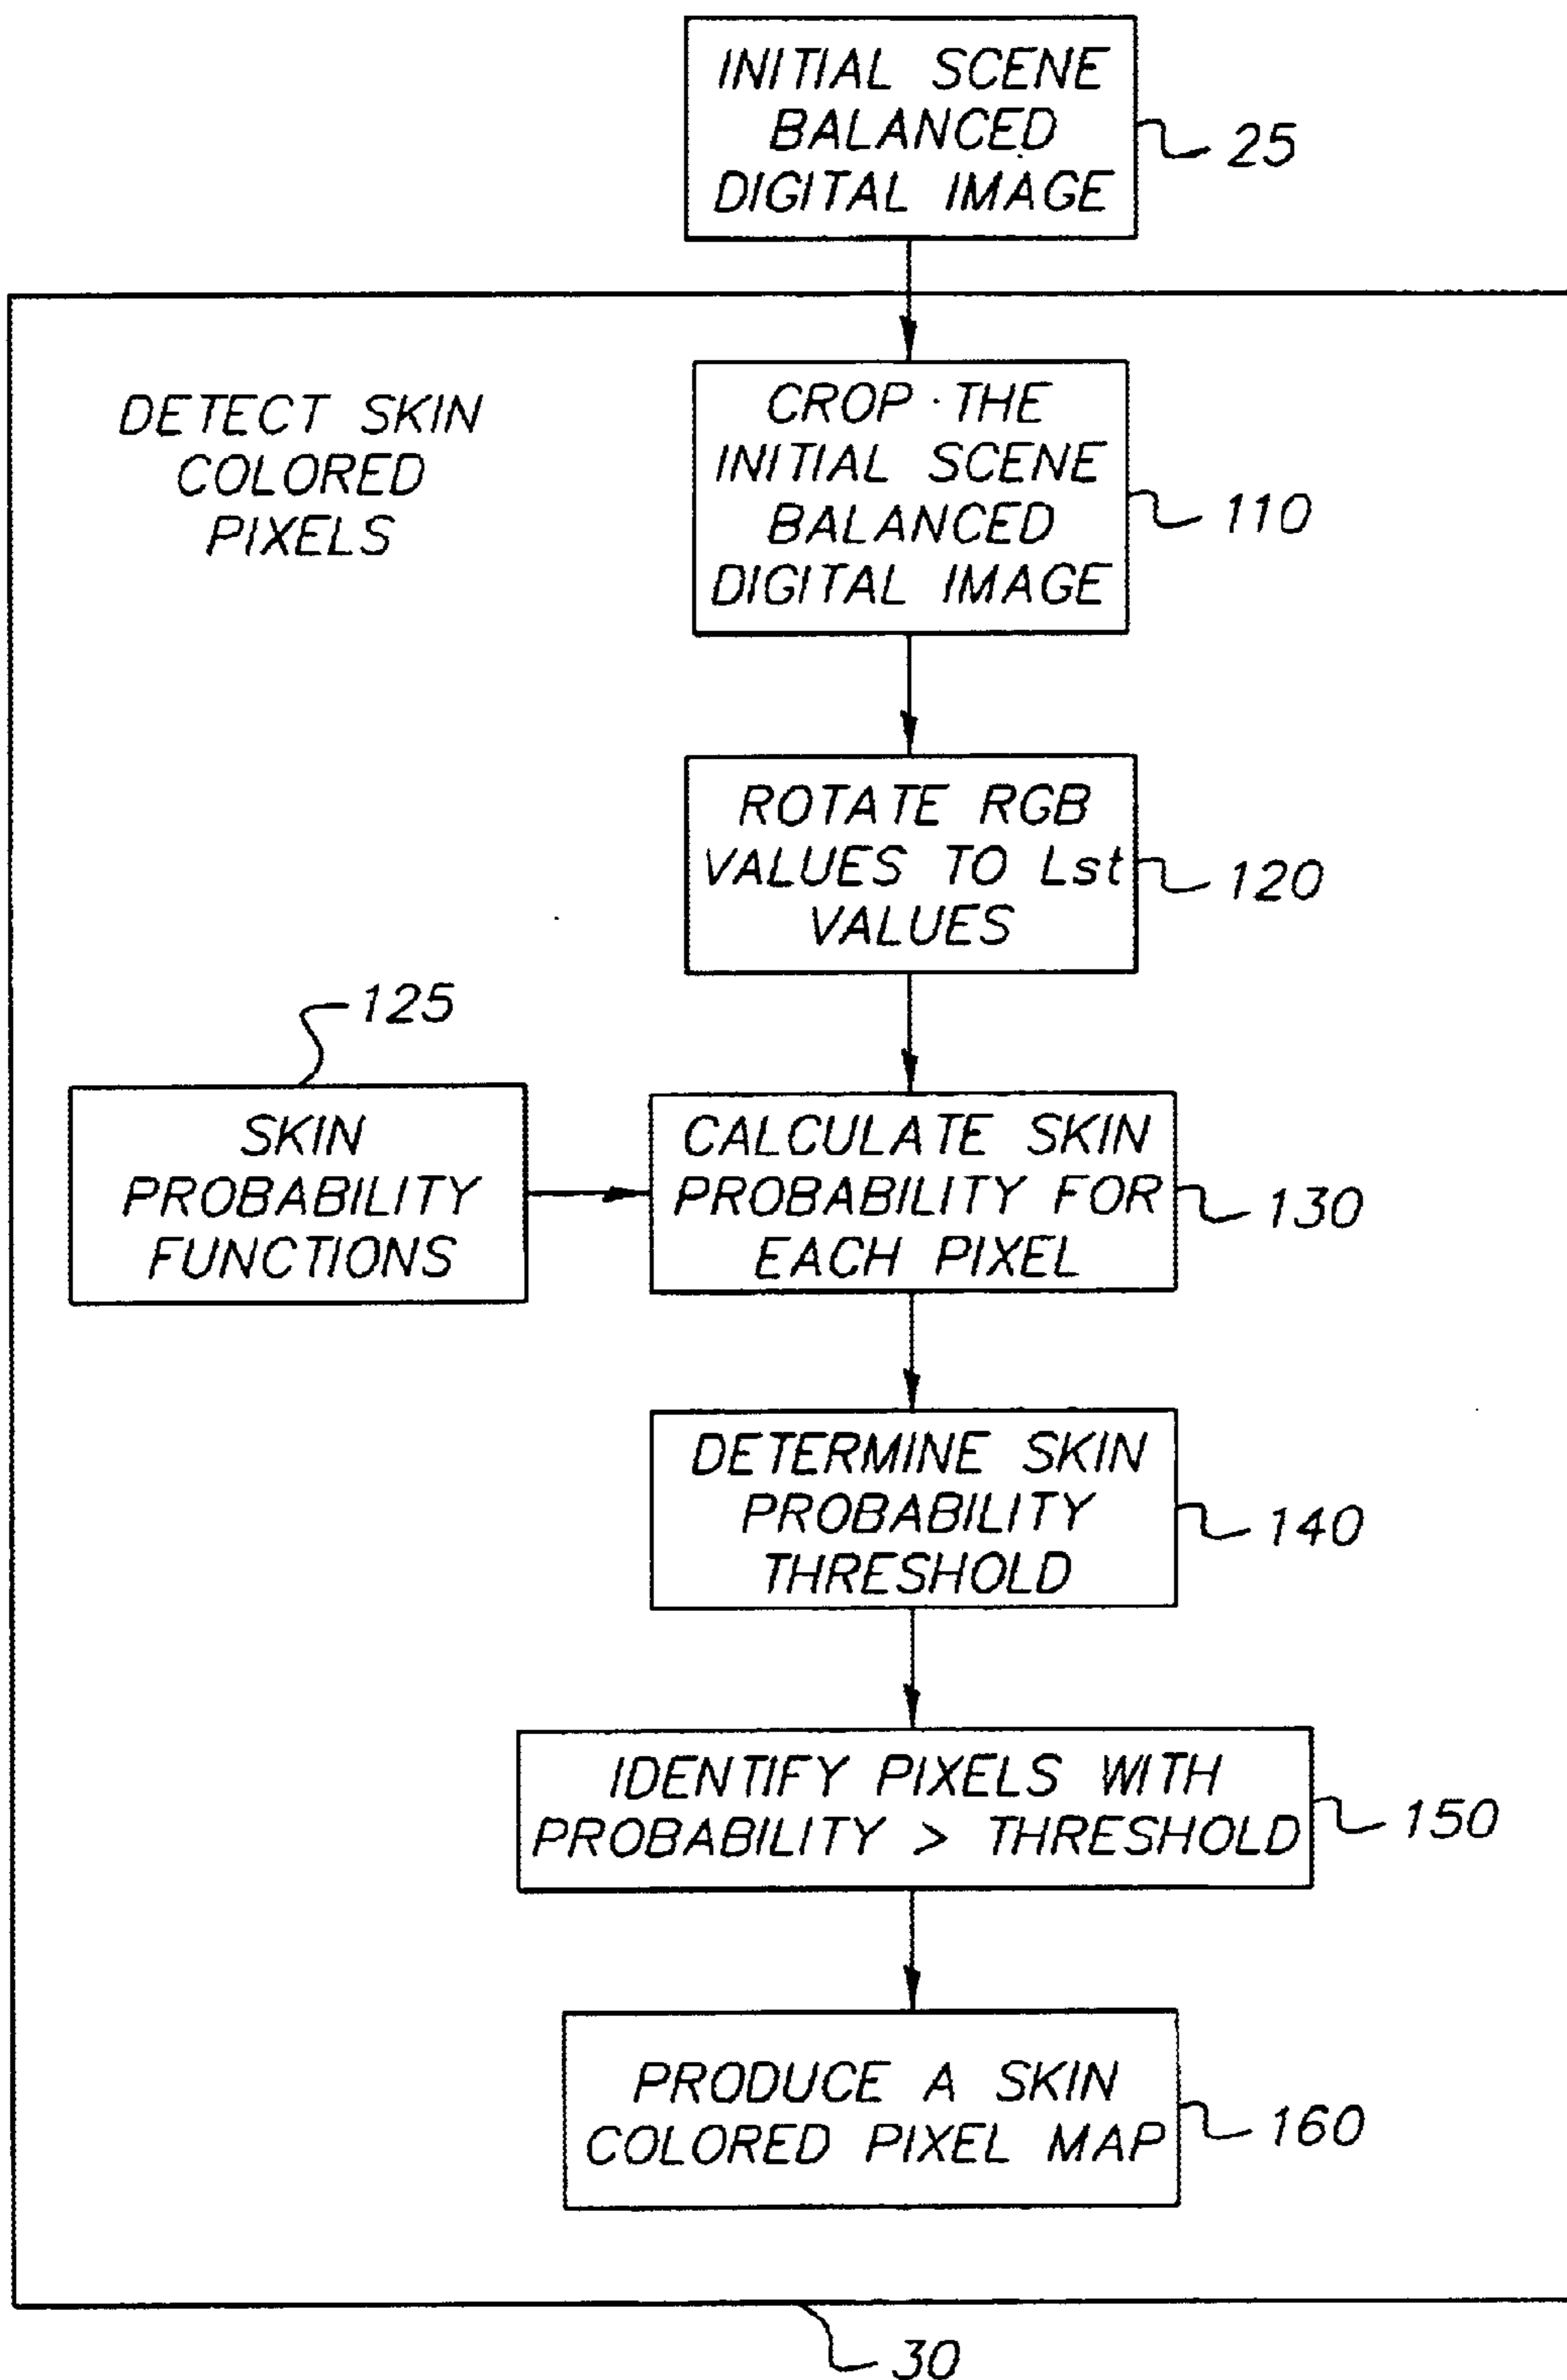 INITIAL SCENE
BALANCED
DIGITAL IMAGE
25
DETECT SKIN
COLORED
PIXELS
CROP THE
INITIAL SCENE
BALANCED
DIGITAL IMAGE
110
ROTATE RGB
VALUES TO Lst
VALUES
120
125
SKIN
PROBABILITY
FUNCTIONS
CALCULATE SKIN
PROBABILITY FOR
EACH PIXEL
130
DETERMINE SKIN
PROBABILITY
THRESHOLD
140
IDENTIFY PIXELS WITH
PROBABILITY > THRESHOLD
150
PRODUCE A SKIN
COLORED PIXEL MAP
160
30